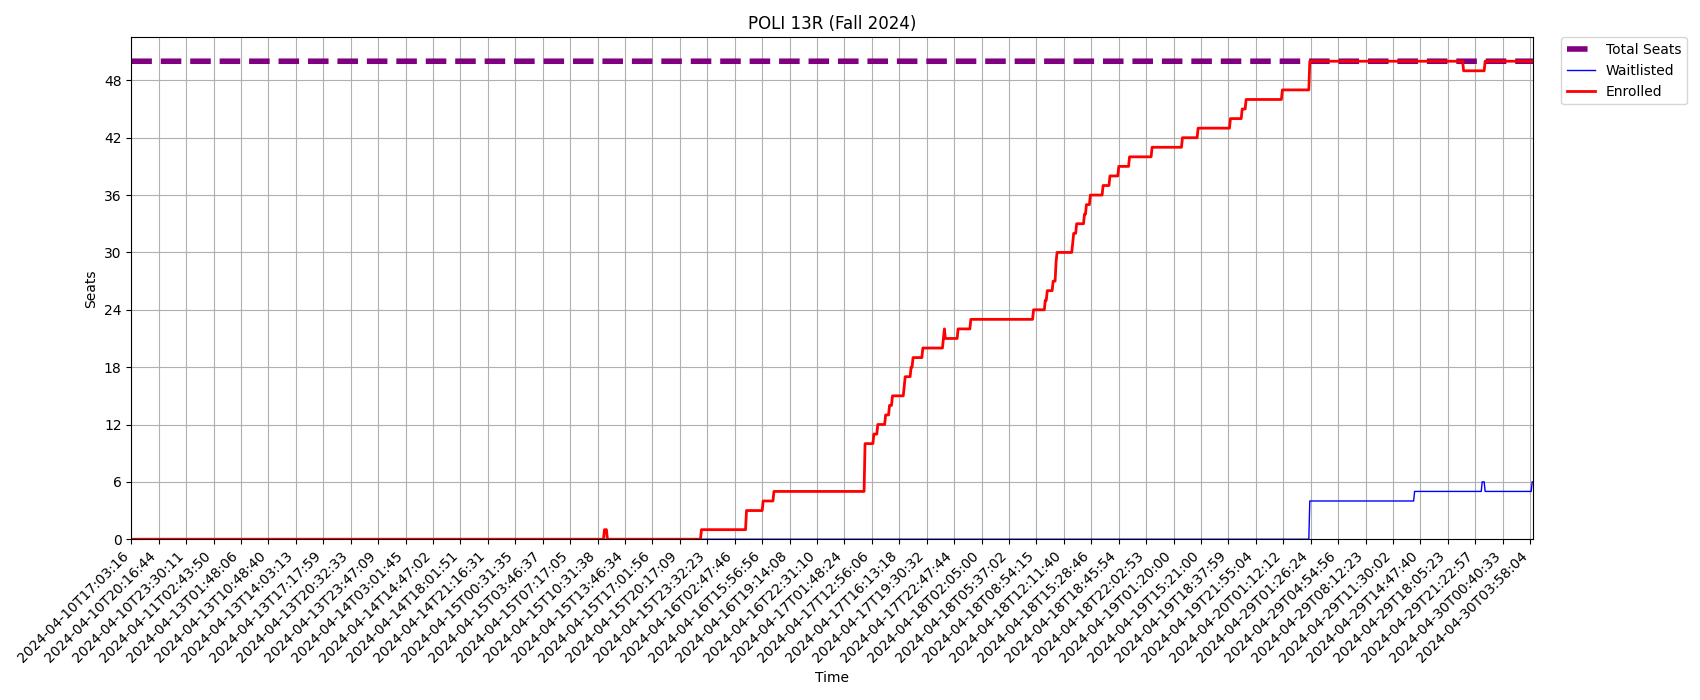 POLI 13R (Fall 2024)
Total Seats
Waitlisted
Enrolled
Seats
48
42
36
30
24
18
12
6
0
2024-04-10T17:03:16
2024-04-10T20:16:44
2024-04-10T23:30:11
2024-04-11T02:43:50
2024-04-13T01:48:06
2024-04-13T10:48:40
2024-04-13T14:03:13
2024-04-13T17:17:59
2024-04-13T20:32:33
2024-04-13T23:47:09
2024-04-14T03:01:45
2024-04-14T14:47:02
2024-04-14T18:01:51
2024-04-14T21:16:31
2024-04-15T00:31:35
2024-04-15T03:46:37
2024-04-15T07:17:05
2024-04-15T10:31:38
2024-04-15T13:46:34
2024-04-15T17:01:56
2024-04-15T20:17:09
2024-04-15T23:32:23
2024-04-16T02:47:46
2024-04-16T15:56:56
2024-04-16T19:14:08
2024-04-16T22:31:10
2024-04-17T01:48:24
2024-04-17T12:56:06
2024-04-17T16:13:18
2024-04-17T19:30:32
2024-04-17T22:47:44
2024-04-18T02:05:00
2024-04-18T05:37:02
2024-04-18T08:54:15
2024-04-18T12:11:40
2024-04-18T15:28:46
2024-04-18T18:45:54
2024-04-18T22:02:53
2024-04-19T01:20:00
2024-04-19T15:21:00
2024-04-19T18:37:59
2024-04-19T21:55:04
2024-04-20T01:12:12
2024-04-29T01:26:24
2024-04-29T04:54:56
2024-04-29T08:12:23
2024-04-29T11:30:02
2024-04-29T14:47:40
2024-04-29T18:05:23
2024-04-29T21:22:57
2024-04-30T00:40:33
2024-04-30T03:58:04
Time